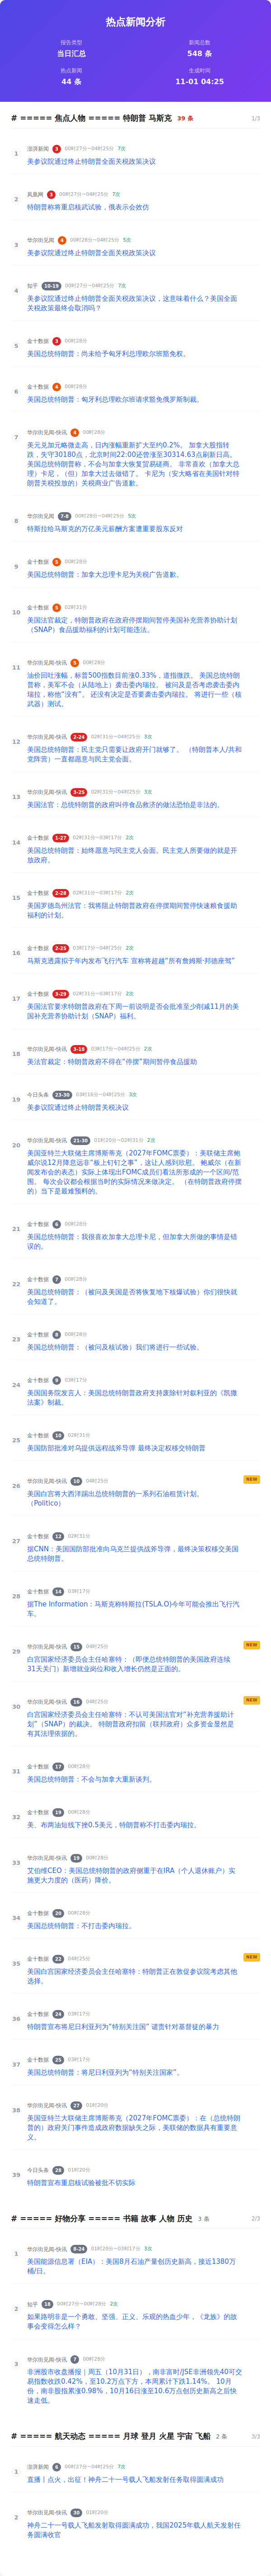 热点新闻分析
报告类型
新闻总数
当日汇总
548 条
热点新闻
生成时间
44 条
11-01 04:25
# ===== 焦点人物 ===== 特朗普 马斯克 39 条 1/3
1
澎湃新闻 3 00时27分~04时25分 7次
美参议院通过终止特朗普全面关税政策决议
2
凤凰网 3 00时27分~04时25分 7次
特朗普称将重启核武试验，俄表示会效仿
3
华尔街见闻 4 00时28分~04时25分 5次
美参议院通过终止特朗普全面关税政策决议
4
知乎 10-19 00时27分~04时25分 7次
美参议院通过终止特朗普全面关税政策决议，这意味着什么？美国全面
关税政策最终会取消吗？
5
金十数据 3 00时28分
美国总统特朗普：尚未给予匈牙利总理欧尔班豁免权。
6
金十数据 4 00时28分
美国总统特朗普：匈牙利总理欧尔班请求豁免俄罗斯制裁。
7
华尔街见闻-快讯 4 00时28分
美元兑加元略微走高，日内涨幅重新扩大至约0.2%。 加拿大股指转
跌，失守30180点，北京时间22:00还曾涨至30314.63点刷新日高。
美国总统特朗普称，不会与加拿大恢复贸易磋商。 非常喜欢（加拿大总
理）卡尼，（但）加拿大过去做错了。 卡尼为（安大略省在美国针对特
朗普关税投放的）关税商业广告道歉。
8
华尔街见闻 7-8 00时28分~04时25分 5次
特斯拉给马斯克的万亿美元薪酬方案遭重要股东反对
9
金十数据 5 00时28分
美国总统特朗普：加拿大总理卡尼为关税广告道歉。
10
金十数据 5 02时31分
美国法官裁定，特朗普政府在政府停摆期间暂停美国补充营养协助计划
（SNAP）食品援助福利的计划可能违法。
11
华尔街见闻-快讯 5 00时28分
油价回吐涨幅，标普500指数目前涨0.33%，道指微跌。 美国总统特朗
普称，美军不会（从陆地上）袭击委内瑞拉。 被问及是否考虑袭击委内
瑞拉，称他“没有”。 还没有决定是否要袭击委内瑞拉。 将进行一些（核
武器）测试。
12
华尔街见闻-快讯 2-24 02时31分~04时25分 3次
美国总统特朗普：民主党只需要让政府开门就够了。 （特朗普本人/共和
党阵营）一直都愿意与民主党会面。
13
华尔街见闻-快讯 3-25 02时31分~04时25分 3次
美国法官：总统特朗普的政府叫停食品救济的做法恐怕是非法的。
14
金十数据 1-27 02时31分~03时17分 2次
美国总统特朗普：始终愿意与民主党人会面。民主党人所要做的就是开
放政府。
15
金十数据 2-28 02时31分~03时17分 2次
美国罗德岛州法官：我将阻止特朗普政府在停摆期间暂停快速粮食援助
福利的计划。
16
金十数据 2-25 03时17分~04时25分 2次
马斯克透露拟于年内发布飞行汽车 宣称将超越“所有詹姆斯·邦德座驾”
17
金十数据 3-29 02时31分~03时17分 2次
美国法官要求特朗普政府在下周一前说明是否会批准至少削减11月的美
国补充营养协助计划（SNAP）福利。
18
华尔街见闻-快讯 3-18 03时17分~04时25分 2次
美法官裁定：特朗普政府不得在“停摆”期间暂停食品援助
19
今日头条 23-30 03时16分~04时25分 3次
美参议院通过终止特朗普关税决议
20
华尔街见闻-快讯 21-30 01时20分~02时31分 2次
美国亚特兰大联储主席博斯蒂克（2027年FOMC票委）：美联储主席鲍
威尔说12月降息远非“板上钉钉之事”，这让人感到欣慰。 鲍威尔（在新
闻发布会的表态）实际上体现出FOMC成员们看法所形成的一个区间/范
围。 每次会议都会根据当时的实际情况来做决定。 （在特朗普政府停摆
的）当下是最难预料的。
21
金十数据 6 00时28分
美国总统特朗普：我很喜欢加拿大总理卡尼，但加拿大所做的事情是错
误的。
22
金十数据 7 00时28分
美国总统特朗普：（被问及美国是否将恢复地下核爆试验）你们很快就
会知道了。
23
金十数据 8 00时28分
美国总统特朗普：（被问及核试验）我们将进行一些试验。
24
金十数据 9 03时17分
美国国务院发言人：美国总统特朗普政府支持废除针对叙利亚的《凯撒
法案》制裁。
25
金十数据 10 02时31分
美国防部批准对乌提供远程战斧导弹 最终决定权移交特朗普
26
华尔街见闻-快讯 10 04时25分 NEW
美国白宫将大西洋踢出总统特朗普的一系列石油租赁计划。
（Politico）
27
金十数据 12 02时31分
据CNN：美国国防部批准向乌克兰提供战斧导弹，最终决策权移交美国
总统特朗普。
28
金十数据 14 03时17分
据The Information：马斯克称特斯拉(TSLA.O)今年可能会推出飞行汽
车。
29
华尔街见闻-快讯 15 04时25分 NEW
白宫国家经济委员会主任哈塞特：（即便总统特朗普的美国政府连续
31天关门）新增就业岗位和收入增长仍然是正面的。
30
华尔街见闻-快讯 16 04时25分 NEW
白宫国家经济委员会主任哈塞特：不认可美国法官对“补充营养援助计
划”（SNAP）的裁决。 特朗普政府扣留（联邦政府）众多资金显然是有
其法理依据的。
31
金十数据 17 00时28分
美国总统特朗普：不会与加拿大重新谈判。
32
金十数据 19 00时28分
美、布两油短线下挫0.5美元，特朗普称不打击委内瑞拉。
33
华尔街见闻-快讯 19 00时28分
艾伯维CEO：美国总统特朗普的政府侧重于在IRA（个人退休账户）实
施更大力度的（医药）降价。
34
金十数据 20 00时28分
美国总统特朗普：不打击委内瑞拉。
35
金十数据 22 04时25分 NEW
美国白宫国家经济委员会主任哈塞特：特朗普正在敦促参议院考虑其他
选择。
36
金十数据 24 03时17分
特朗普宣布将尼日利亚列为“特别关注国” 谴责针对基督徒的暴力
37
金十数据 25 03时17分
美国总统特朗普：将尼日利亚列为“特别关注国家”。
38
华尔街见闻-快讯 27 01时20分
美国亚特兰大联储主席博斯蒂克（2027年FOMC票委）：在（总统特朗
普的）政府关门事件造成政府数据缺失之际，美联储的数据具有重要意
义。
39
今日头条 28 01时20分
特朗普宣布重启核试验被批不切实际
# ===== 好物分享 ===== 书籍 故事 人物 历史 3 条 2/3
1
华尔街见闻-快讯 8-24 01时20分~03时17分 3次
美国能源信息署（EIA）：美国8月石油产量创历史新高，接近1380万
桶/日。
2
知乎 18 00时27分~00时28分 2次
如果路明非是一个勇敢、坚强、正义、乐观的热血少年，《龙族》的故
事会变得怎么样？
3
华尔街见闻-快讯 7 00时28分
非洲股市收盘播报｜周五（10月31日），南非富时/JSE非洲领先40可交
易指数收跌0.42%，至10.2万点下方，本周累计下跌1.14%。 10月
份，南非股指累涨0.98%，10月16日涨至10.6万点创历史新高之后快
速走低。
# ===== 航天动态 ===== 月球 登月 火星 宇宙 飞船 2 条 3/3
1
澎湃新闻 6 00时27分~04时25分 7次
直播丨点火，出征！神舟二十一号载人飞船发射任务取得圆满成功
2
华尔街见闻-快讯 30 01时20分
神舟二十一号载人飞船发射取得圆满成功，我国2025年载人航天发射任
务圆满收官